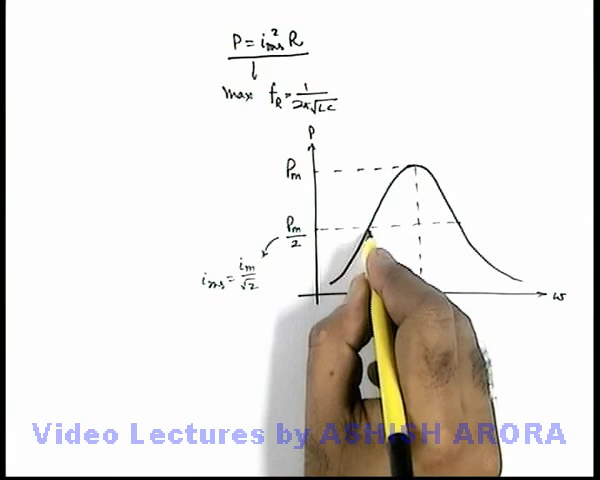 P = i²rms R
max fR = 1/2π√LC
P
Pm
Pm/2
irms = im/√2
ω
Video Lectures by ASHISH ARORA